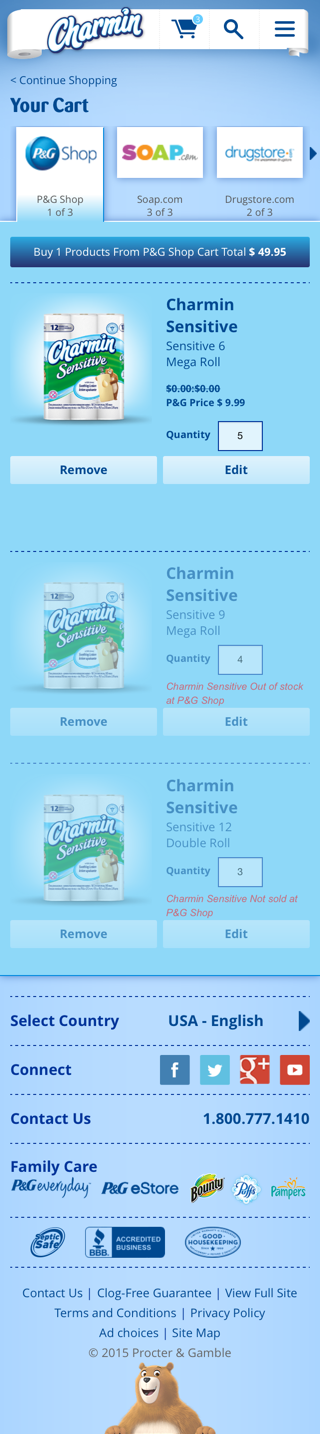 Charmin
3
< Continue Shopping
Your Cart
P&G Shop
SOAP.com
drugstore
P&G Shop
1 of 3
Soap.com
3 of 3
Drugstore.com
2 of 3
Buy 1 Products From P&G Shop Cart Total $ 49.95
12
Charmin
Sensitive
Charmin
Sensitive
Sensitive 6
Mega Roll
$0.00:$0.00
P&G Price $ 9.99
Quantity
5
Remove
Edit
12
Charmin
Sensitive
Charmin
Sensitive
Sensitive 9
Mega Roll
Quantity
4
Charmin Sensitive Out of stock
at P&G Shop
Remove
Edit
12
Charmin
Sensitive
Charmin
Sensitive
Sensitive 12
Double Roll
Quantity
3
Charmin Sensitive Not sold at
P&G Shop
Remove
Edit
Select Country
USA - English
Connect
f
g+
Contact Us
1.800.777.1410
Family Care
P&G everyday
P&G eStore
Bounty
Puffs
Pampers
Septic
Safe
BBB.
ACCREDITED
BUSINESS
GOOD
HOUSEKEEPING
Contact Us | Clog-Free Guarantee | View Full Site
Terms and Conditions | Privacy Policy
Ad choices | Site Map
© 2015 Procter & Gamble